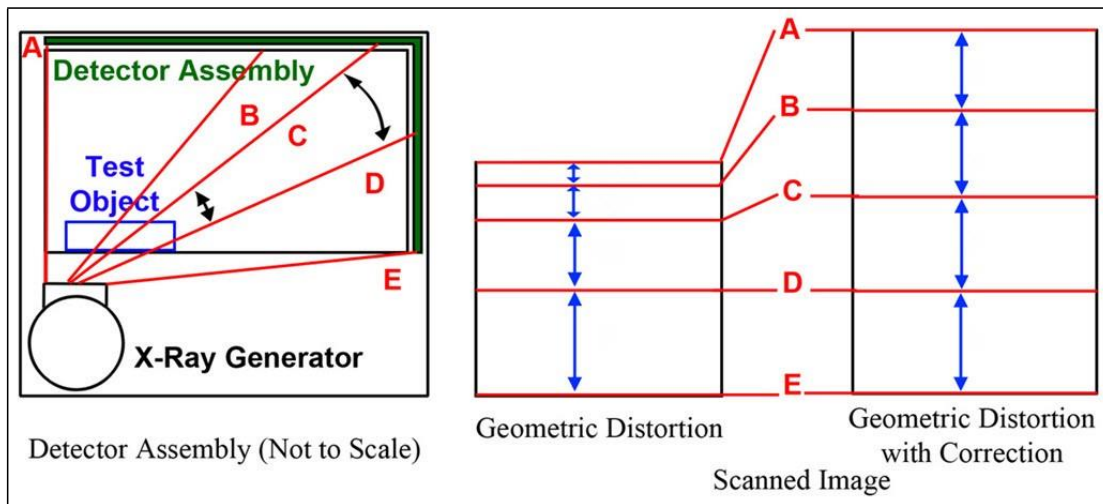 A
Detector Assembly
B
C
Test
Object
D
E
X-Ray Generator
Detector Assembly (Not to Scale)
A
B
C
D
E
Geometric Distortion
Geometric Distortion
with Correction
Scanned Image